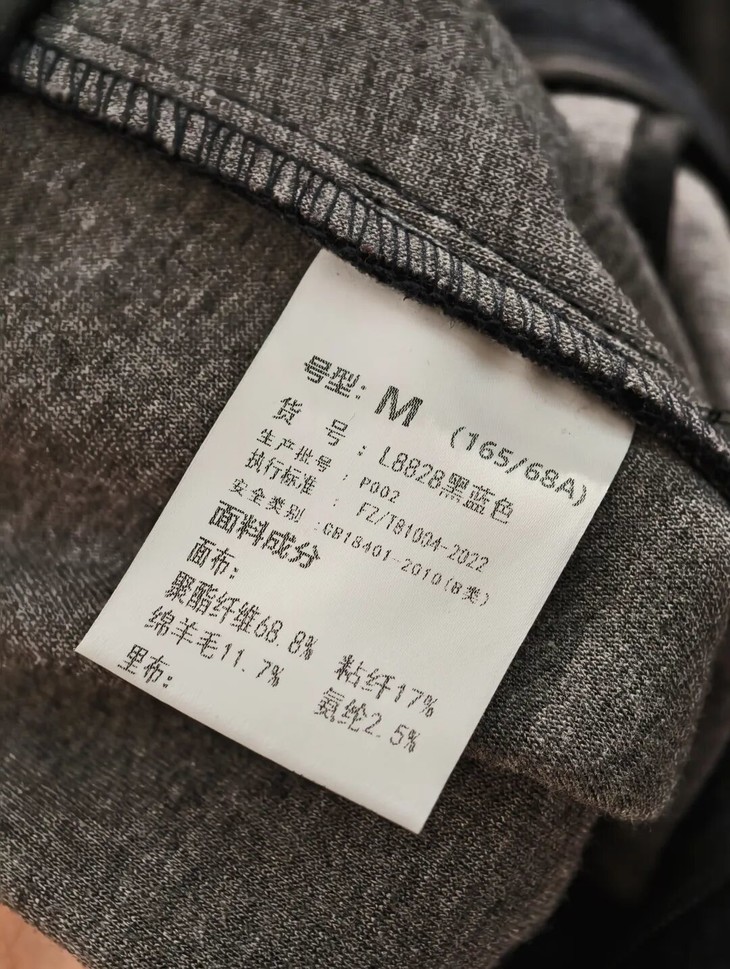 号型: M (165/68A)
货 号 : L8828黑蓝色
生产批号 : P002
执行标准 : FZ/T81004-2022
安全类别 :GB18401-2010(B类)
面料成分
面布:
聚酯纤维68.8% 粘纤17%
绵羊毛11.7% 氨纶2.5%
里布: